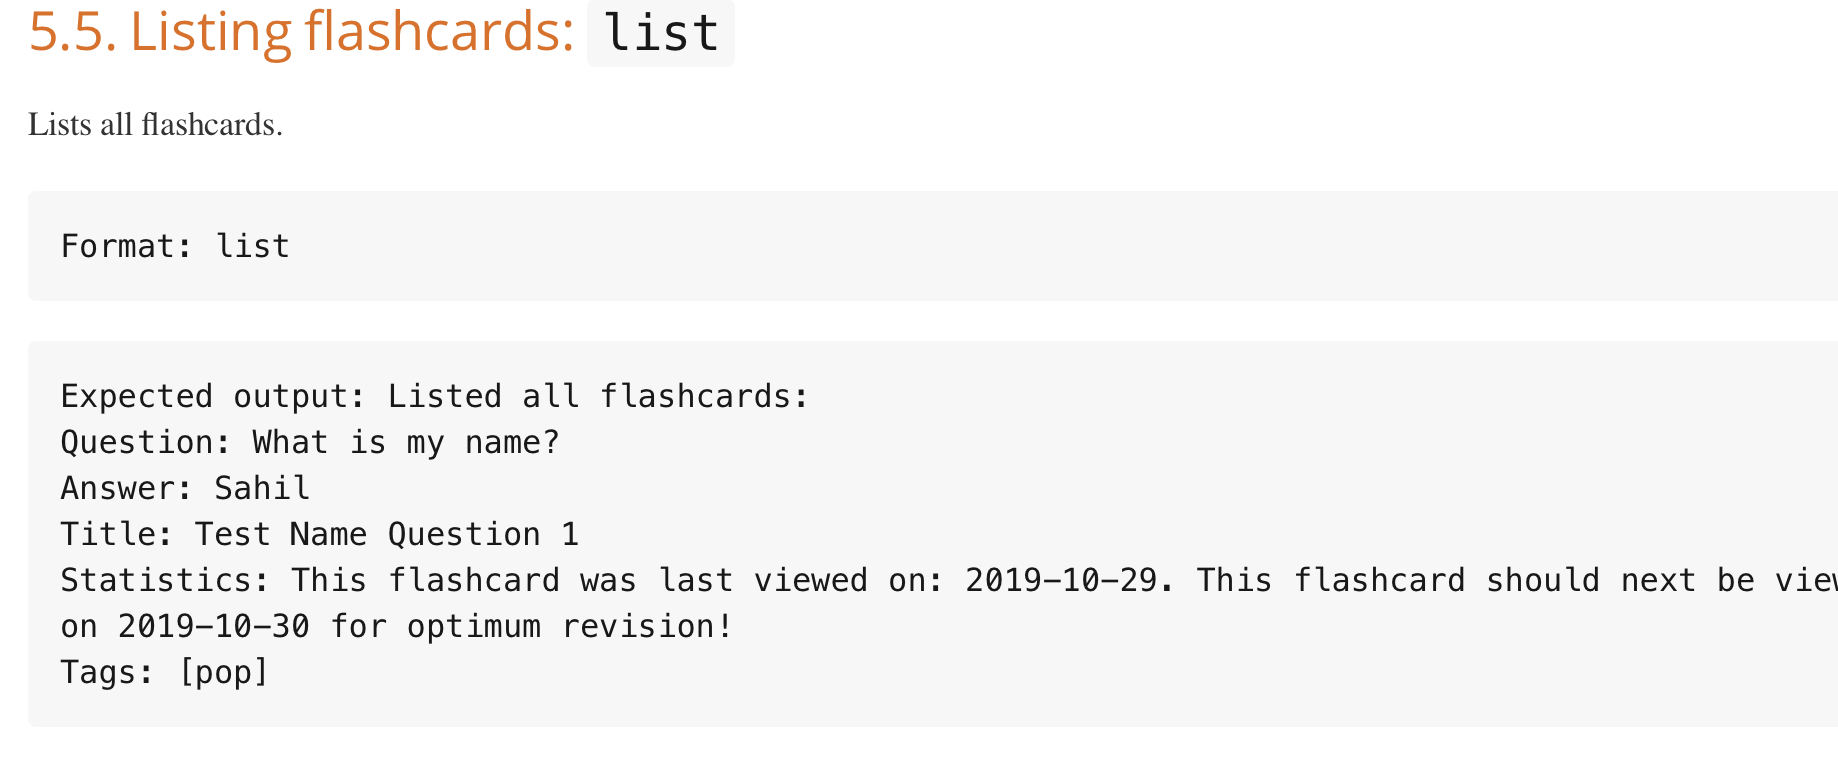 5.5. Listing flashcards: list
Lists all flashcards.
Format: list
Expected output: Listed all flashcards:
Question: What is my name?
Answer: Sahil
Title: Test Name Question 1
Statistics: This flashcard was last viewed on: 2019-10-29. This flashcard should next be
on 2019-10-30 for optimum revision!
Tags: [pop]